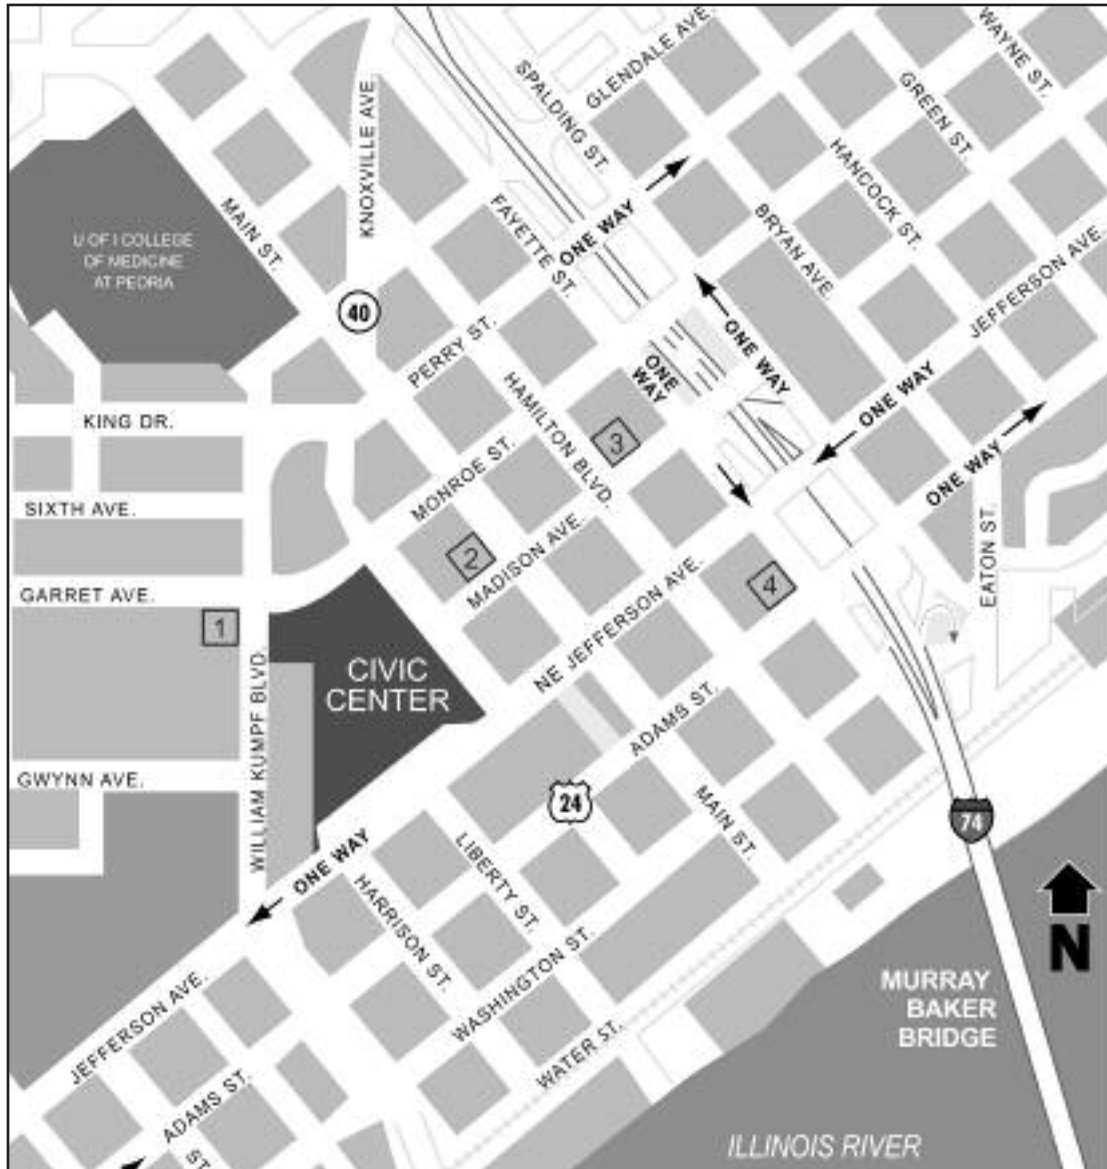 WAYNE ST.
GLENDALE AVE.
SPALDING ST.
GREEN ST.
KNOXVILLE AVE.
HANCOCK ST.
MAIN ST.
FAYETTE ST.
ONE WAY
BRYAN AVE.
JEFFERSON AVE.
U OF I COLLEGE
OF MEDICINE
AT PEORIA
40
PERRY ST.
ONE WAY
ONE
WAY
ONE WAY
HAMILTON BLVD.
KING DR.
3
MONROE ST.
ONE WAY
SIXTH AVE.
2
MADISON AVE.
EATON ST.
GARRET AVE.
4
1
NE JEFFERSON AVE.
CIVIC
CENTER
WILLIAM KUMPF BLVD.
ADAMS ST.
GWYNN AVE.
24
MAIN ST.
74
ONE WAY
LIBERTY ST.
HARRISON ST.
N
WASHINGTON ST.
MURRAY
BAKER
BRIDGE
JEFFERSON AVE.
WATER ST.
ADAMS ST.
ST.
ILLINOIS RIVER